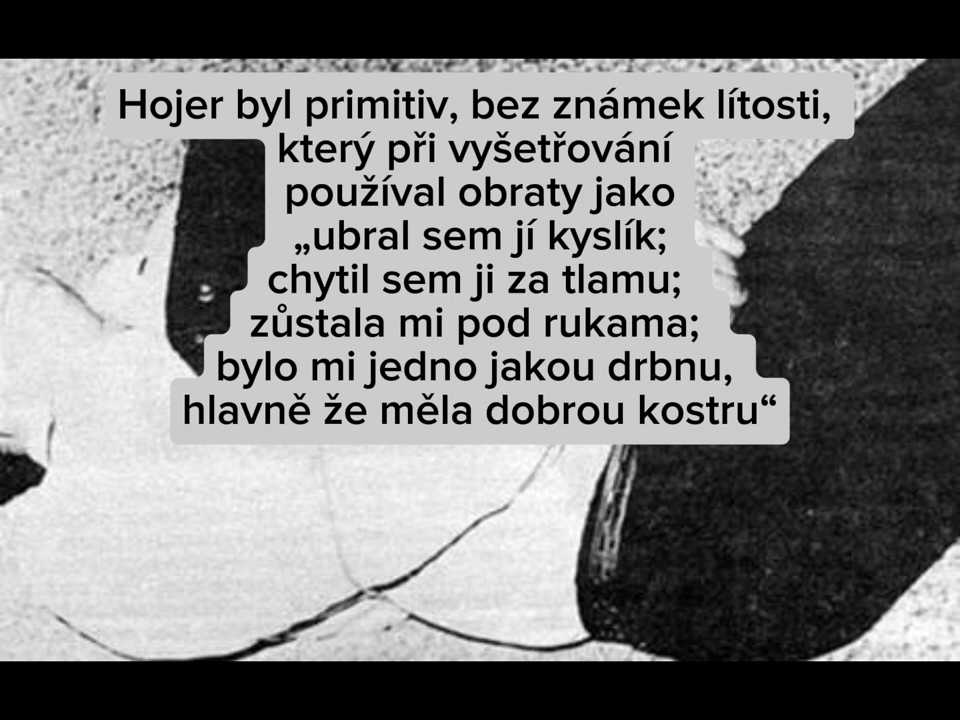 Hojer byl primitiv, bez známek lítosti,
který při vyšetřování
používal obraty jako
„ubral sem jí kyslík;
chytil sem ji za tlamu;
zůstala mi pod rukama;
bylo mi jedno jakou drbnu,
hlavně že měla dobrou kostru“